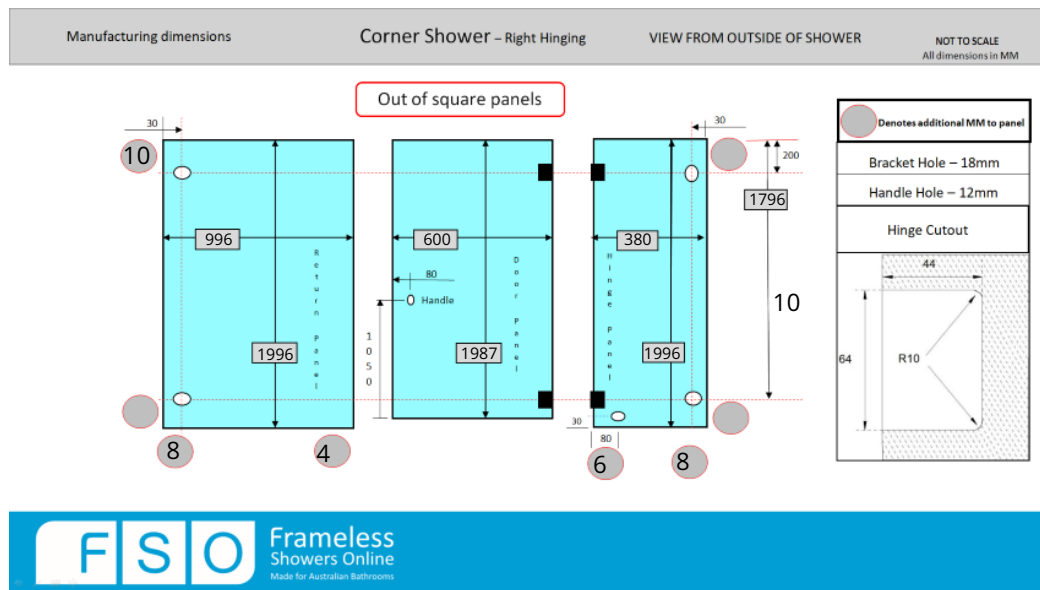 Manufacturing dimensions
Corner Shower – Right Hinging
VIEW FROM OUTSIDE OF SHOWER
NOT TO SCALE
All dimensions in MM
Out of square panels
30
30
10
200
1796
996
600
380
80
Handle
Return Panel
Door Panel
Hinge Panel
1050
1996
1987
1996
10
30
80
8
4
6
8
Denotes additional MM to panel
Bracket Hole – 18mm
Handle Hole – 12mm
Hinge Cutout
44
64
R10
FSO
Frameless
Showers Online
Made for Australian Bathrooms